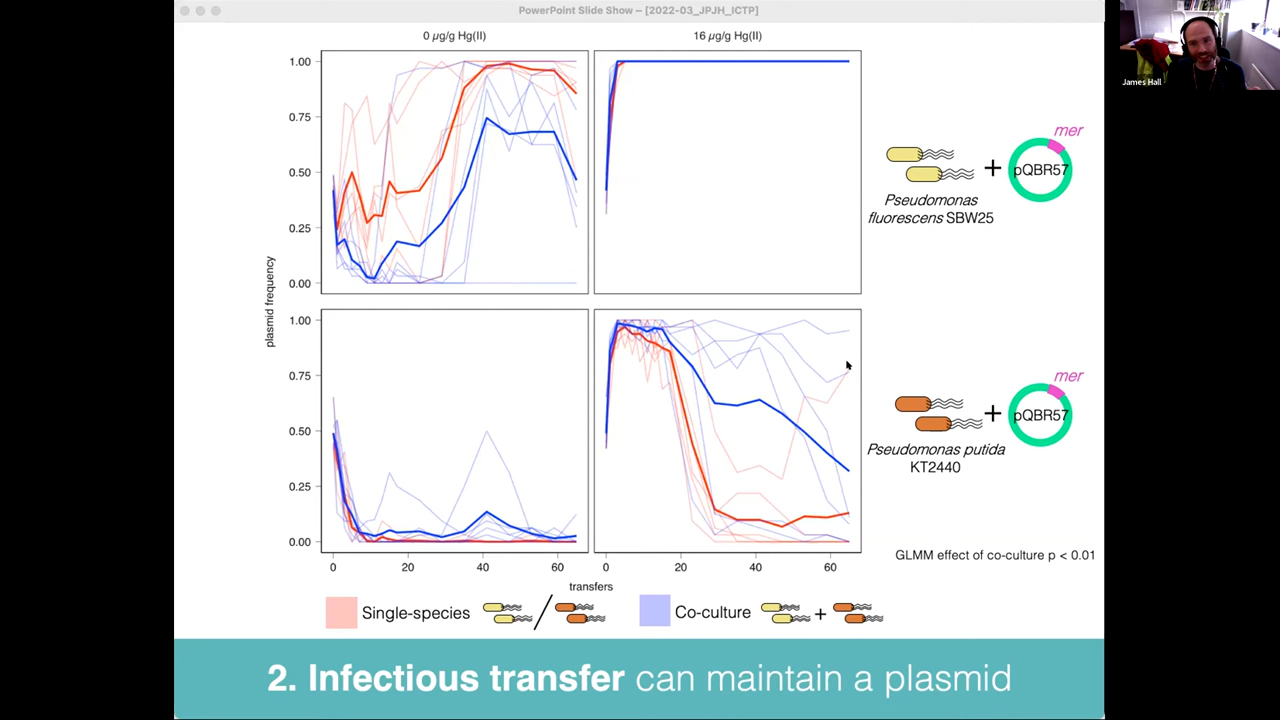 PowerPoint Slide Show – [2022-03_JPJH_ICTP]
James Hall
0 µg/g Hg(II)
16 µg/g Hg(II)
1.00
0.75
0.50
0.25
0.00
mer
pQBR57
Pseudomonas
fluorescens SBW25
plasmid frequency
1.00
0.75
0.50
0.25
0.00
mer
pQBR57
Pseudomonas putida
KT2440
GLMM effect of co-culture p < 0.01
0 20 40 60 0 20 40 60
transfers
Single-species
Co-culture
2. Infectious transfer can maintain a plasmid